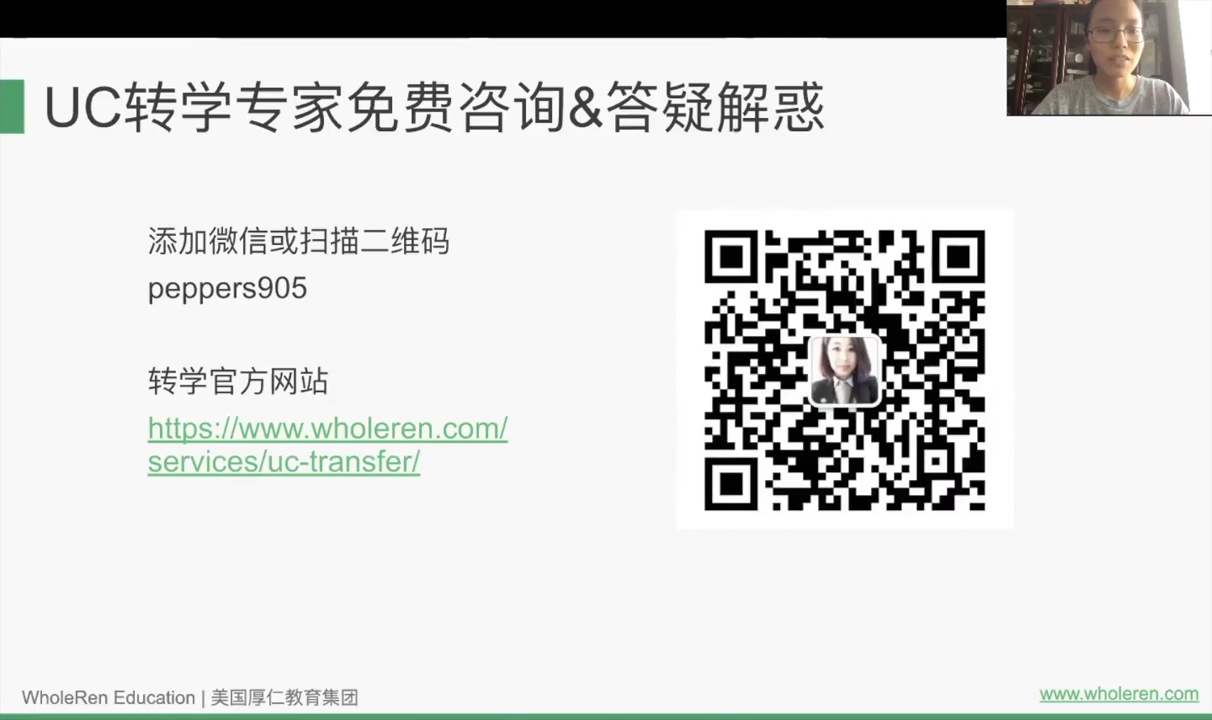 UC转学专家免费咨询&答疑解惑
添加微信或扫描二维码
peppers905
转学官方网站
https://www.wholeren.com/
services/uc-transfer/
WholeRen Education | 美国厚仁教育集团
www.wholeren.com